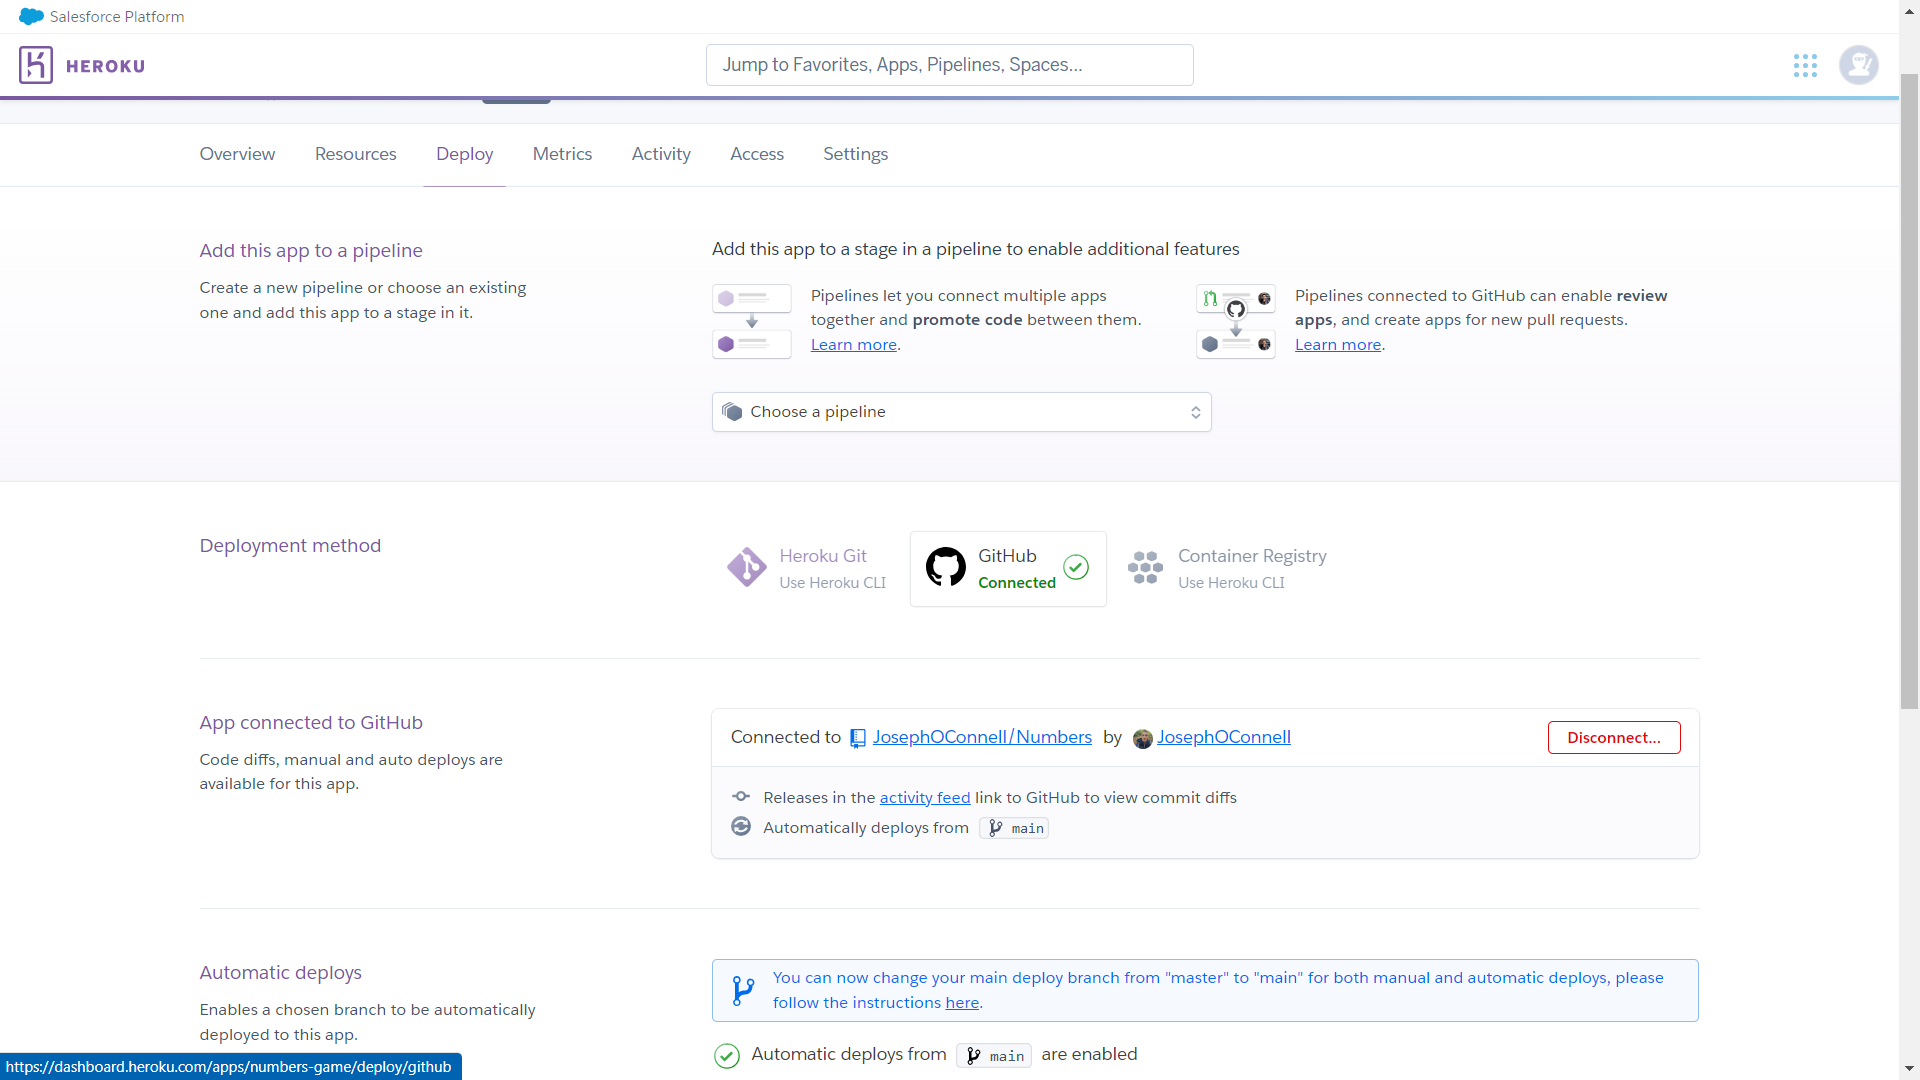 Salesforce Platform
HEROKU
Jump to Favorites, Apps, Pipelines, Spaces...
Overview Resources Deploy Metrics Activity Access Settings
Add this app to a pipeline
Create a new pipeline or choose an existing
one and add this app to a stage in it.
Add this app to a stage in a pipeline to enable additional features
Pipelines let you connect multiple apps
together and promote code between them.
Learn more.
Pipelines connected to GitHub can enable review
apps, and create apps for new pull requests.
Learn more.
Choose a pipeline
Deployment method
Heroku Git
Use Heroku CLI
GitHub
Connected
Container Registry
Use Heroku CLI
App connected to GitHub
Code diffs, manual and auto deploys are
available for this app.
Connected to JosephOConnell/Numbers by JosephOConnell
Disconnect...
Releases in the activity feed link to GitHub to view commit diffs
Automatically deploys from main
Automatic deploys
Enables a chosen branch to be automatically
deployed to this app.
You can now change your main deploy branch from "master" to "main" for both manual and automatic deploys, please
follow the instructions here.
Automatic deploys from main are enabled
https://dashboard.heroku.com/apps/numbers-game/deploy/github